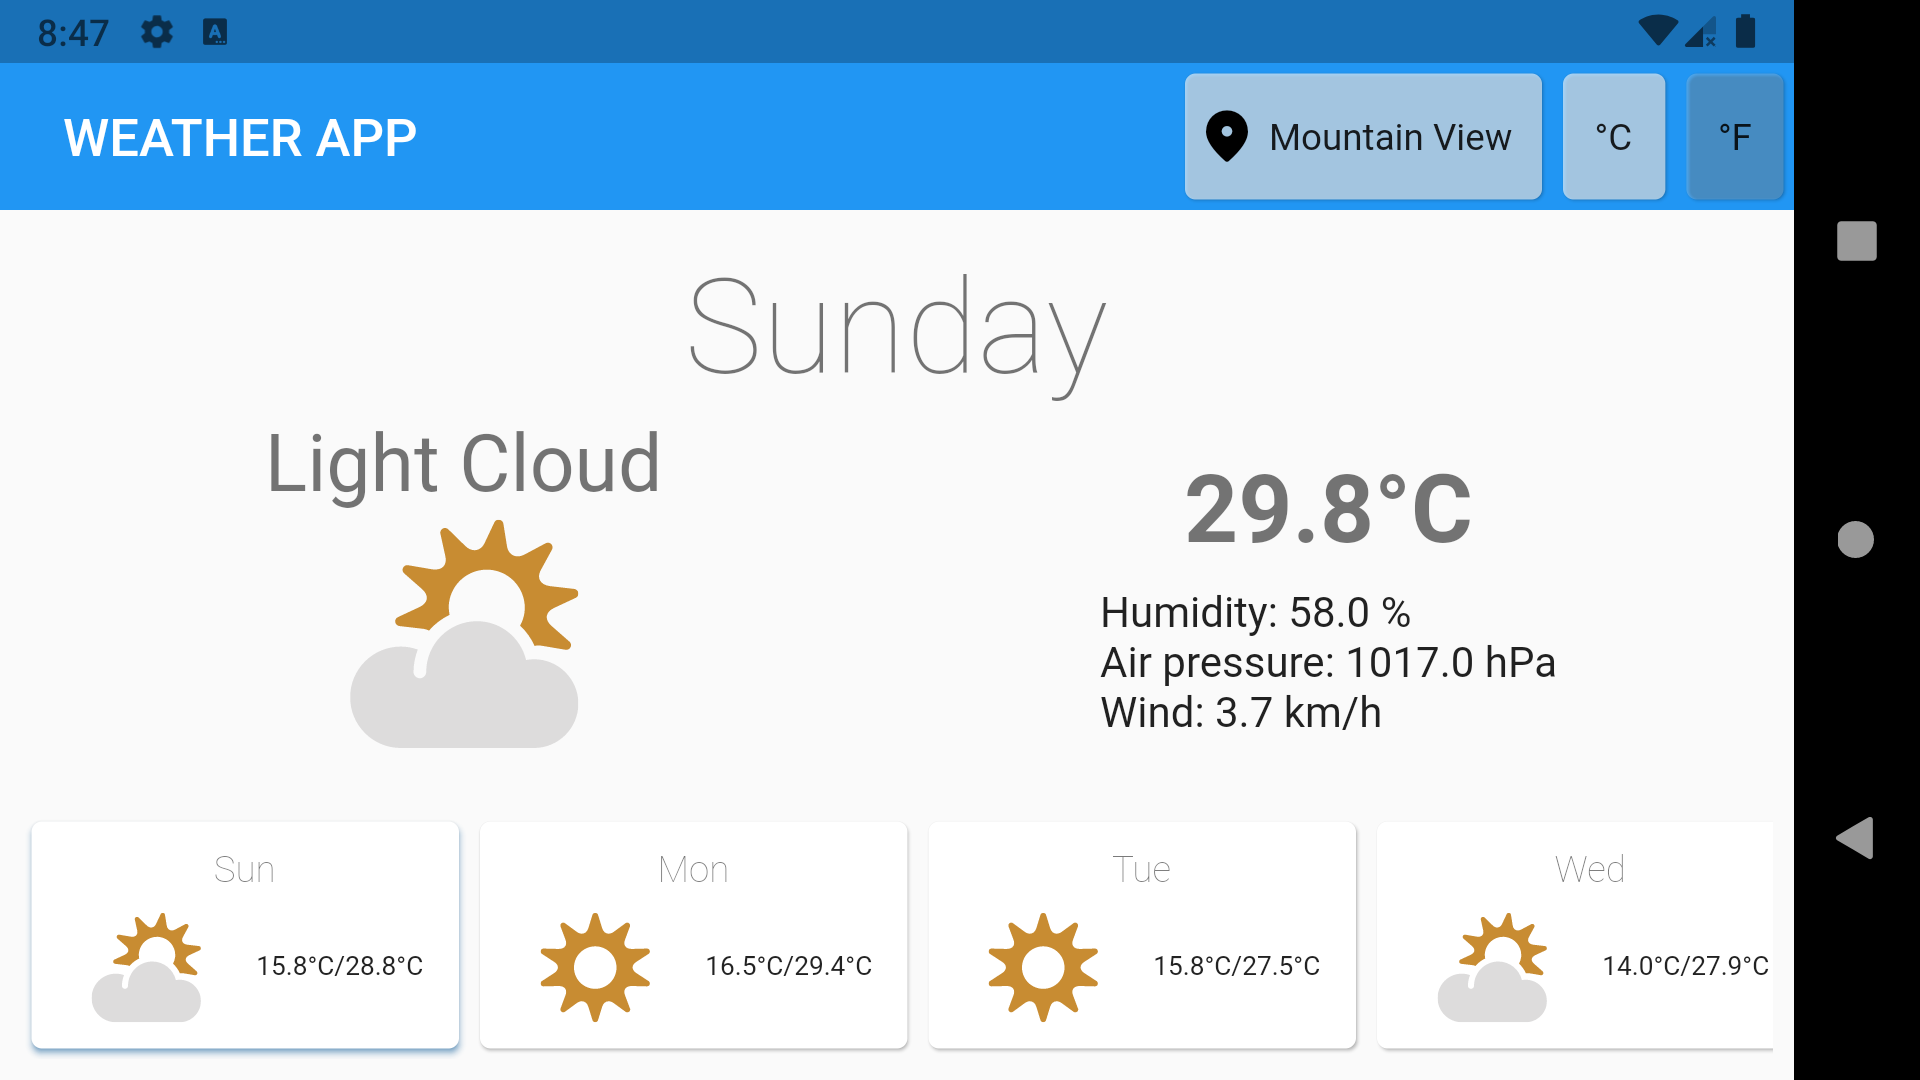 8:47
WEATHER APP
Mountain View
°C
°F
Sunday
Light Cloud
29.8°C
Humidity: 58.0 %
Air pressure: 1017.0 hPa
Wind: 3.7 km/h
Sun
15.8°C/28.8°C
Mon
16.5°C/29.4°C
Tue
15.8°C/27.5°C
Wed
14.0°C/27.9°C